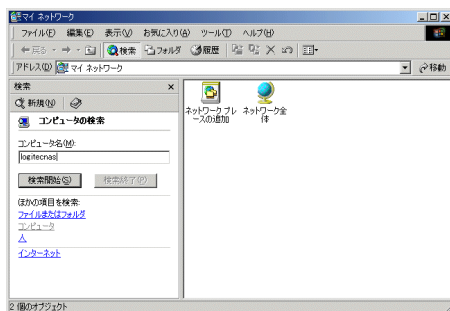 マイ ネットワーク
ファイル(F) 編集(E) 表示(V) お気に入り(A) ツール(T) ヘルプ(H)
戻る 検索 フォルダ 履歴
アドレス(D) マイ ネットワーク 移動
検索
新規(N)
コンピュータの検索
コンピュータ名(M):
logitecnas
検索開始(S) 検索終了(P)
ほかの項目を検索:
ファイルまたはフォルダ
コンピュータ
人
インターネット
ネットワーク プレ
ースの追加
ネットワーク全
体
2 個のオブジェクト